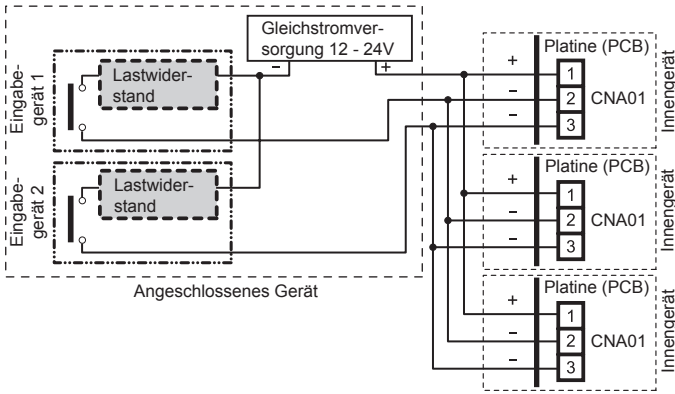 Gleichstromver-
sorgung 12 - 24V
− +
Eingabe-
gerät 1
Lastwider-
stand
Eingabe-
gerät 2
Lastwider-
stand
Angeschlossenes Gerät
Platine (PCB)
+ 1
− 2 CNA01
− 3
Innengerät
Platine (PCB)
+ 1
− 2 CNA01
− 3
Innengerät
Platine (PCB)
+ 1
− 2 CNA01
− 3
Innengerät